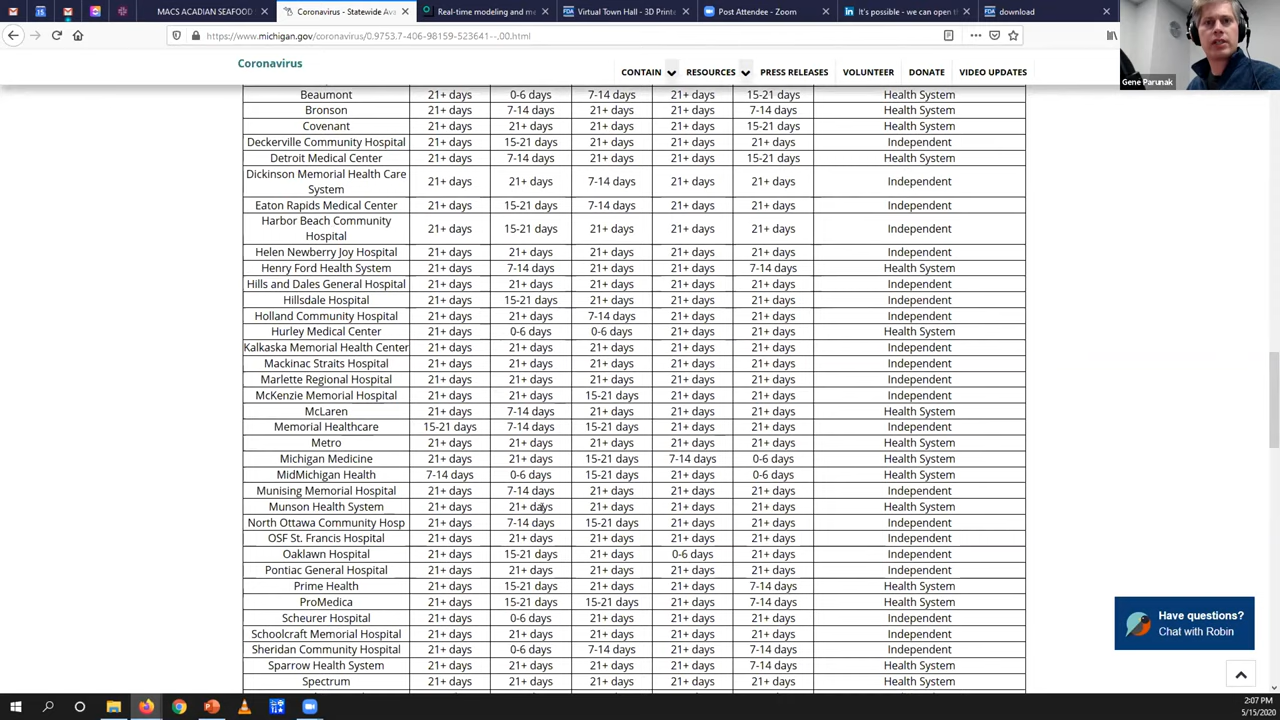 MACS ACADIAN SEAFOOD
Coronavirus - Statewide Ava
Real-time modeling and me
Virtual Town Hall - 3D Printe
Post Attendee - Zoom
It's possible - we can open th
download
https://www.michigan.gov/coronavirus/0,9753,7-406-98159-523641--,00.html
Gene Parunak
Coronavirus
CONTAIN RESOURCES PRESS RELEASES VOLUNTEER DONATE VIDEO UPDATES
Beaumont 21+ days 0-6 days 7-14 days 21+ days 15-21 days Health System
Bronson 21+ days 7-14 days 21+ days 21+ days 7-14 days Health System
Covenant 21+ days 21+ days 21+ days 21+ days 15-21 days Health System
Deckerville Community Hospital 21+ days 15-21 days 21+ days 21+ days 21+ days Independent
Detroit Medical Center 21+ days 7-14 days 21+ days 21+ days 15-21 days Health System
Dickinson Memorial Health Care
System 21+ days 21+ days 7-14 days 21+ days 21+ days Independent
Eaton Rapids Medical Center 21+ days 15-21 days 7-14 days 21+ days 21+ days Independent
Harbor Beach Community
Hospital 21+ days 15-21 days 21+ days 21+ days 21+ days Independent
Helen Newberry Joy Hospital 21+ days 21+ days 21+ days 21+ days 21+ days Independent
Henry Ford Health System 21+ days 7-14 days 21+ days 21+ days 7-14 days Health System
Hills and Dales General Hospital 21+ days 21+ days 21+ days 21+ days 21+ days Independent
Hillsdale Hospital 21+ days 15-21 days 21+ days 21+ days 21+ days Independent
Holland Community Hospital 21+ days 21+ days 7-14 days 21+ days 21+ days Independent
Hurley Medical Center 21+ days 0-6 days 0-6 days 21+ days 21+ days Health System
Kalkaska Memorial Health Center 21+ days 21+ days 21+ days 21+ days 21+ days Independent
Mackinac Straits Hospital 21+ days 21+ days 21+ days 21+ days 21+ days Independent
Marlette Regional Hospital 21+ days 21+ days 21+ days 21+ days 21+ days Independent
McKenzie Memorial Hospital 21+ days 21+ days 15-21 days 21+ days 21+ days Independent
McLaren 21+ days 7-14 days 21+ days 21+ days 21+ days Health System
Memorial Healthcare 15-21 days 7-14 days 15-21 days 21+ days 21+ days Independent
Metro 21+ days 21+ days 21+ days 21+ days 21+ days Health System
Michigan Medicine 21+ days 21+ days 15-21 days 7-14 days 0-6 days Health System
MidMichigan Health 7-14 days 0-6 days 15-21 days 21+ days 0-6 days Health System
Munising Memorial Hospital 21+ days 7-14 days 21+ days 21+ days 21+ days Independent
Munson Health System 21+ days 21+ days 21+ days 21+ days 21+ days Health System
North Ottawa Community Hosp 21+ days 7-14 days 15-21 days 21+ days 21+ days Independent
OSF St. Francis Hospital 21+ days 21+ days 21+ days 21+ days 21+ days Independent
Oaklawn Hospital 21+ days 15-21 days 21+ days 0-6 days 21+ days Independent
Pontiac General Hospital 21+ days 21+ days 21+ days 21+ days 21+ days Independent
Prime Health 21+ days 15-21 days 21+ days 21+ days 7-14 days Health System
ProMedica 21+ days 15-21 days 15-21 days 21+ days 7-14 days Health System
Scheurer Hospital 21+ days 0-6 days 21+ days 21+ days 21+ days Independent
Schoolcraft Memorial Hospital 21+ days 21+ days 21+ days 21+ days 21+ days Independent
Sheridan Community Hospital 21+ days 0-6 days 7-14 days 21+ days 7-14 days Independent
Sparrow Health System 21+ days 21+ days 21+ days 21+ days 7-14 days Health System
Spectrum 21+ days 21+ days 21+ days 21+ days 21+ days Health System
Have questions?
Chat with Robin
2:07 PM
5/15/2020